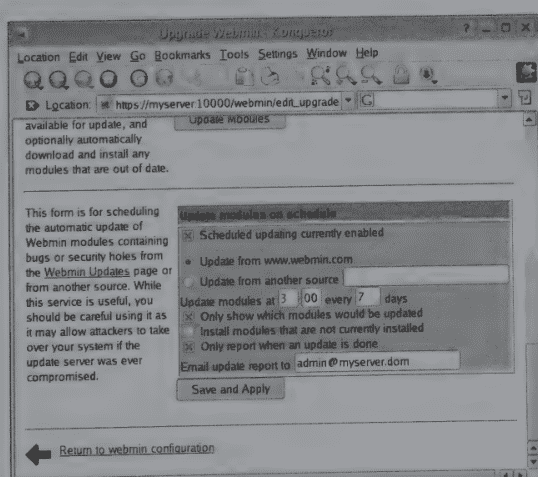 Upgrade Webmin - Konqueror
Location Edit View Go Bookmarks Tools Settings Window Help
Location: https://myserver:10000/webmin/edit_upgrade
available for update, and
optionally automatically
download and install any
modules that are out of date.
Update Modules
This form is for scheduling
the automatic update of
Webmin modules containing
bugs or security holes from
the Webmin Updates page or
from another source. While
this service is useful, you
should be careful using it as
it may allow attackers to take
over your system if the
update server was ever
compromised.
Update modules on schedule
Scheduled updating currently enabled
Update from www.webmin.com
Update from another source
Update modules at 3 :00 every 7 days
Only show which modules would be updated
Install modules that are not currently installed
Only report when an update is done
Email update report to admin@myserver.dom
Save and Apply
Return to webmin configuration